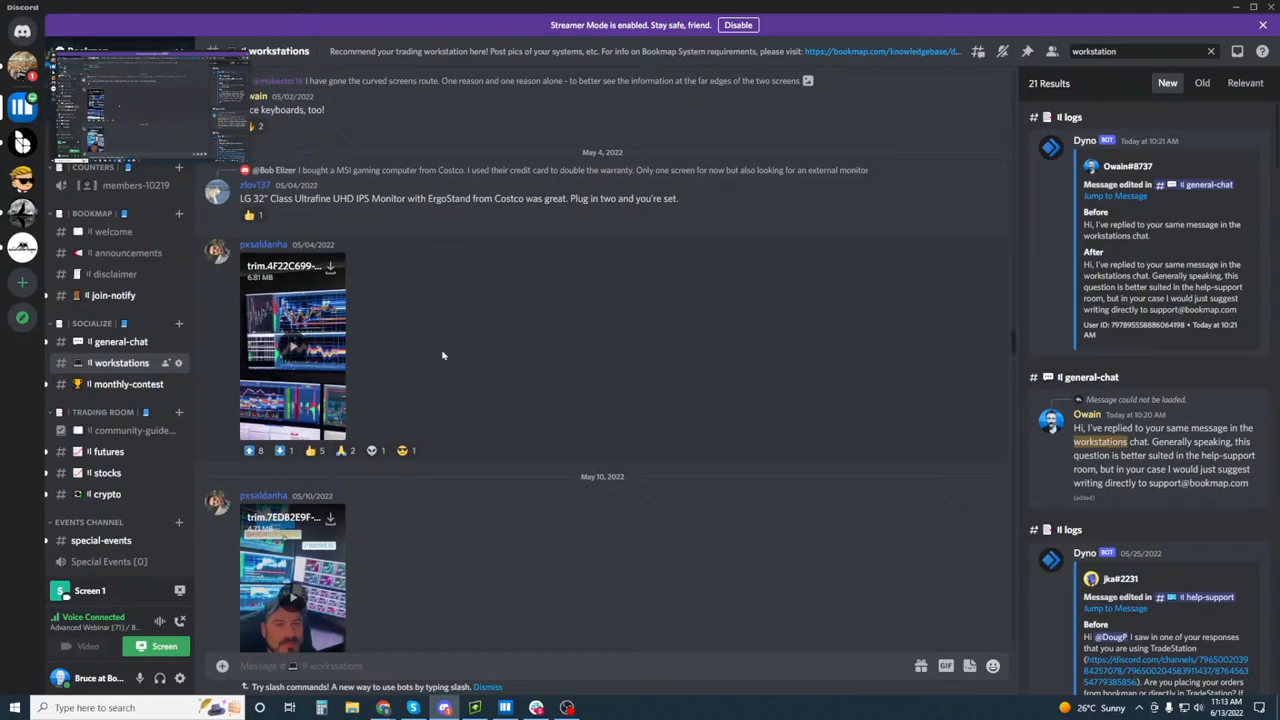 Discord
Streamer Mode is enabled. Stay safe, friend.
Disable
workstations
Recommend your trading workstation here! Post pics of your systems, etc. For info on Bookmap System requirements, please visit: https://bookmap.com/knowledgebase/d...
workstation
COUNTERS
members-10219
BOOKMAP
welcome
announcements
disclaimer
join-notify
SOCIALIZE
general-chat
workstations
monthly-contest
TRADING ROOM
community-guide...
futures
stocks
crypto
EVENTS CHANNEL
special-events
Special Events [0]
Screen 1
Voice Connected
Advanced Webinar (71) / B...
Video
Screen
Bruce at Bo...
@mobester16 I have gone the curved screens route. One reason and one reason alone - to better see the information at the far edges of the two screens
wain 05/02/2022
ce keyboards, too!
2
May 4, 2022
@Bob Elizer I bought a MSI gaming computer from Costco. I used their credit card to double the warranty. Only one screen for now but also looking for an external monitor
zlov137 05/04/2022
LG 32" Class Ultrafine UHD IPS Monitor with ErgoStand from Costco was great. Plug in two and you're set.
1
pxsaldanha 05/04/2022
trim.4F22C699-...
6.81 MB
8 1 5 2 1 1
May 10, 2022
pxsaldanha 05/10/2022
trim.7EDB2E9F-...
4.71 MB
Message # workstations
GIF
Try slash commands! A new way to use bots by typing slash. Dismiss
21 Results
New
Old
Relevant
# logs
Dyno BOT Today at 10:21 AM
Owain#8737
Message edited in # general-chat
Jump to Message
Before
Hi, I've replied to your same message in the
workstations chat.
After
Hi, I've replied to your same message in the
workstations chat. Generally speaking, this
question is better suited in the help-support
room, but in your case I would just suggest
writing directly to support@bookmap.com
User ID: 797895558886064198 • Today at 10:21
AM
# general-chat
Message could not be loaded.
Owain Today at 10:20 AM
Hi, I've replied to your same message in the
workstations chat. Generally speaking, this
question is better suited in the help-support
room, but in your case I would just suggest
writing directly to support@bookmap.com
(edited)
# logs
Dyno BOT 05/25/2022
jka#2231
Message edited in # help-support
Jump to Message
Before
Hi @DougP I saw in one of your responses
that you are using TradeStation
(https://discord.com/channels/7965002039
84257078/796500204583911437/8764563
54779385856). Are you placing your orders
from bookmap or directly in TradeStation? If
Type here to search
26°C Sunny
11:13 AM
6/13/2022